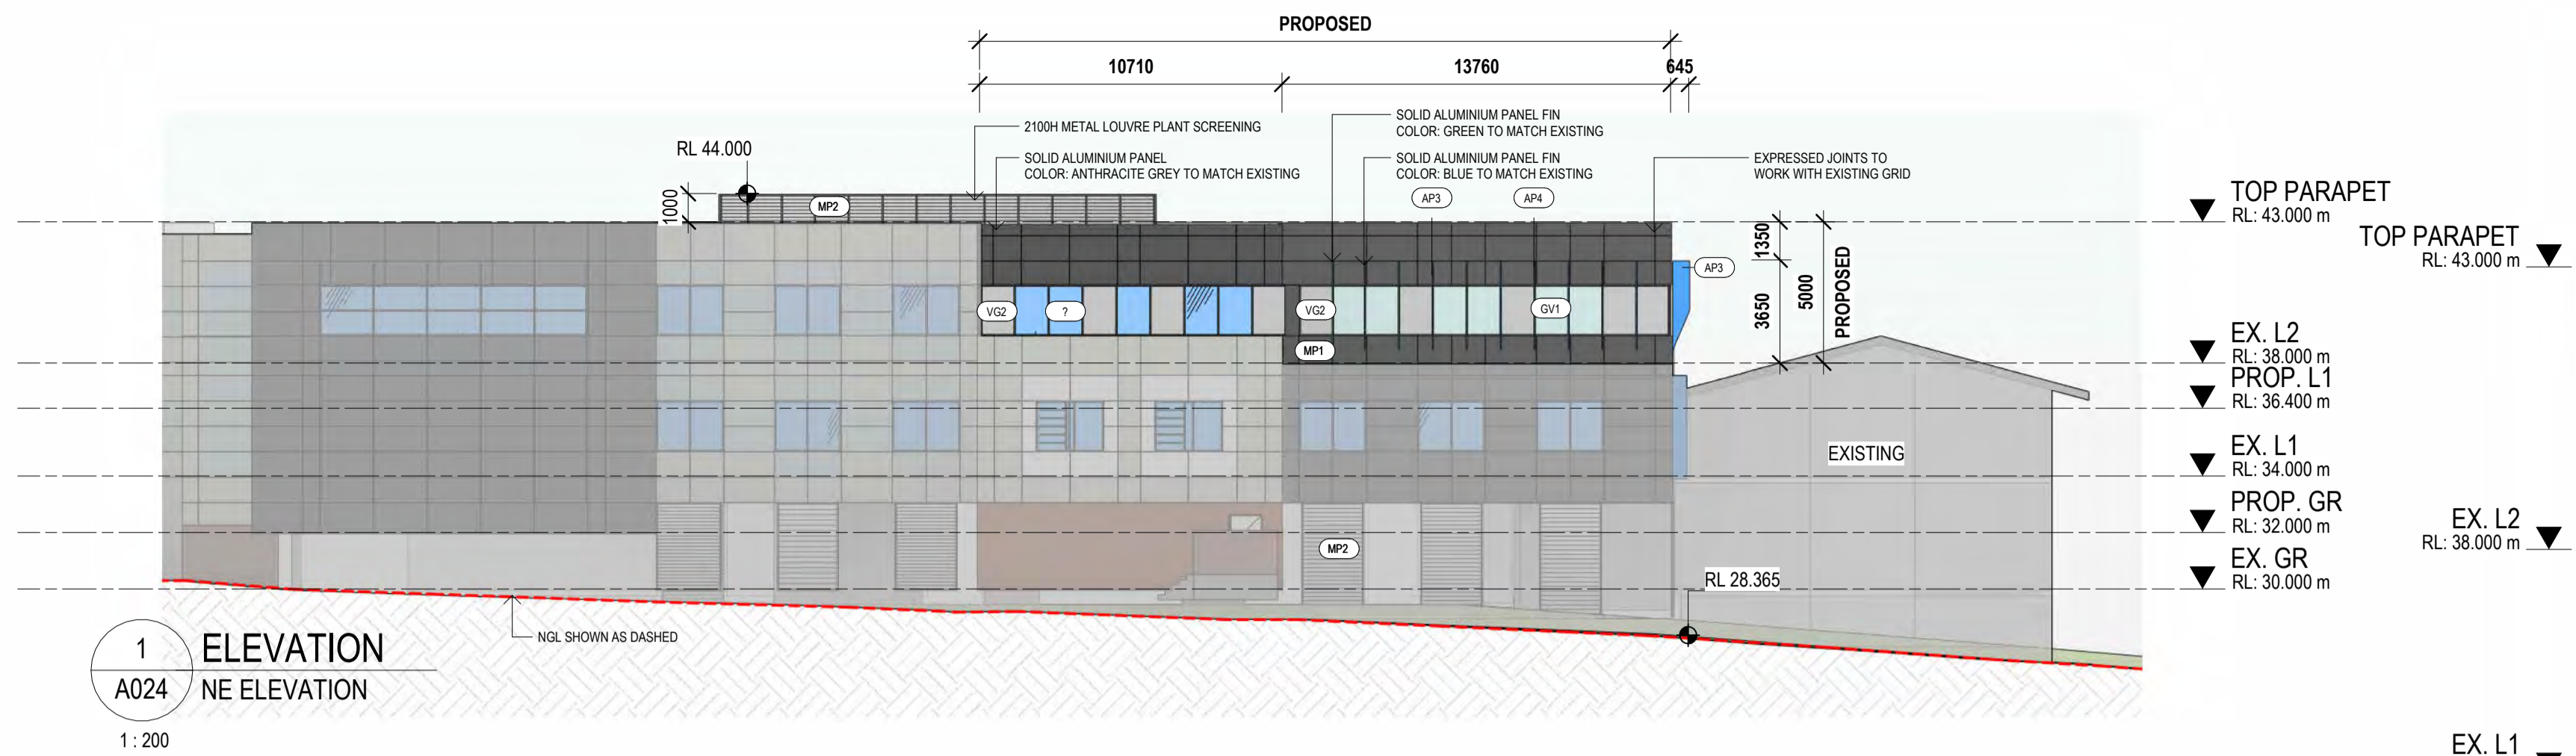 PROPOSED
10710
13760
645
2100H METAL LOUVRE PLANT SCREENING
SOLID ALUMINIUM PANEL
COLOR: ANTHRACITE GREY TO MATCH EXISTING
SOLID ALUMINIUM PANEL FIN
COLOR: GREEN TO MATCH EXISTING
SOLID ALUMINIUM PANEL FIN
COLOR: BLUE TO MATCH EXISTING
EXPRESSED JOINTS TO
WORK WITH EXISTING GRID
RL 44.000
1000
MP2
AP3
AP4
AP3
VG2
?
VG2
GV1
MP1
1350
3650
5000
PROPOSED
EXISTING
MP2
RL 28.365
NGL SHOWN AS DASHED
TOP PARAPET
RL: 43.000 m
EX. L2
RL: 38.000 m
PROP. L1
RL: 36.400 m
EX. L1
RL: 34.000 m
PROP. GR
RL: 32.000 m
EX. GR
RL: 30.000 m
TOP PARAPET
RL: 43.000 m
EX. L2
RL: 38.000 m
EX. L1
1
A024
ELEVATION
NE ELEVATION
1 : 200